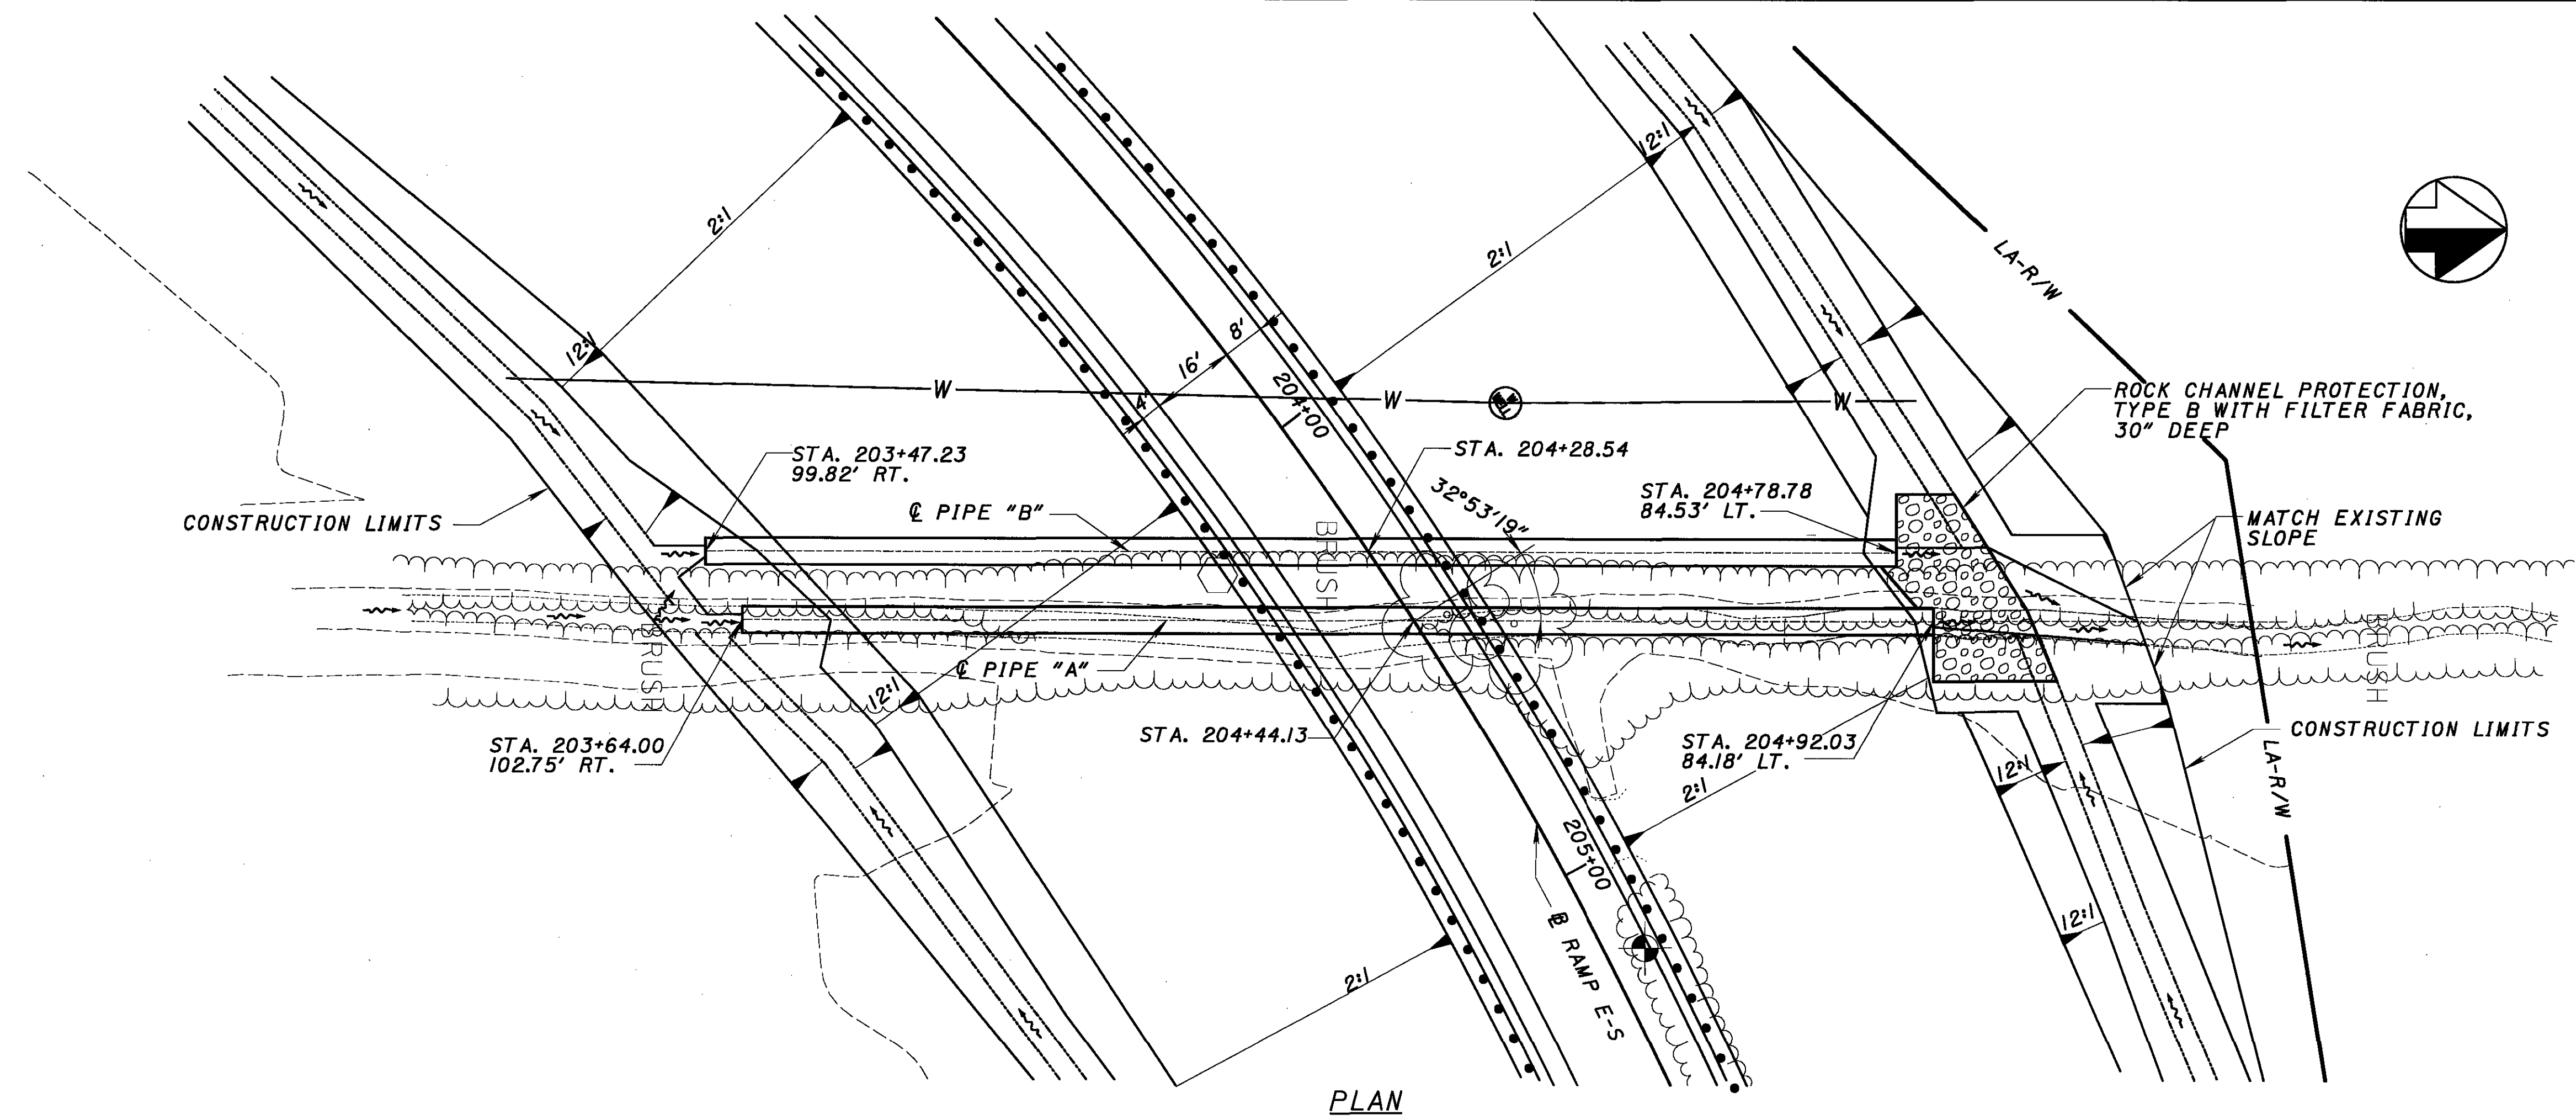 2:1
12:1
2:1
LA-R/W
8'
16'
4'
12:1
W
W
W
204+00
ROCK CHANNEL PROTECTION,
TYPE B WITH FILTER FABRIC,
30" DEEP
STA. 203+47.23
99.82' RT.
STA. 204+28.54
32°53'19"
STA. 204+78.78
84.53' LT.
CONSTRUCTION LIMITS
℄ PIPE "B"
BRUSH
MATCH EXISTING
SLOPE
BRUSH
℄ PIPE "A"
BRUSH
12:1
STA. 203+64.00
102.75' RT.
STA. 204+44.13
STA. 204+92.03
84.18' LT.
2:1
12:1
CONSTRUCTION LIMITS
LA-R/W
205+00
12:1
RAMP E-S
2:1
PLAN